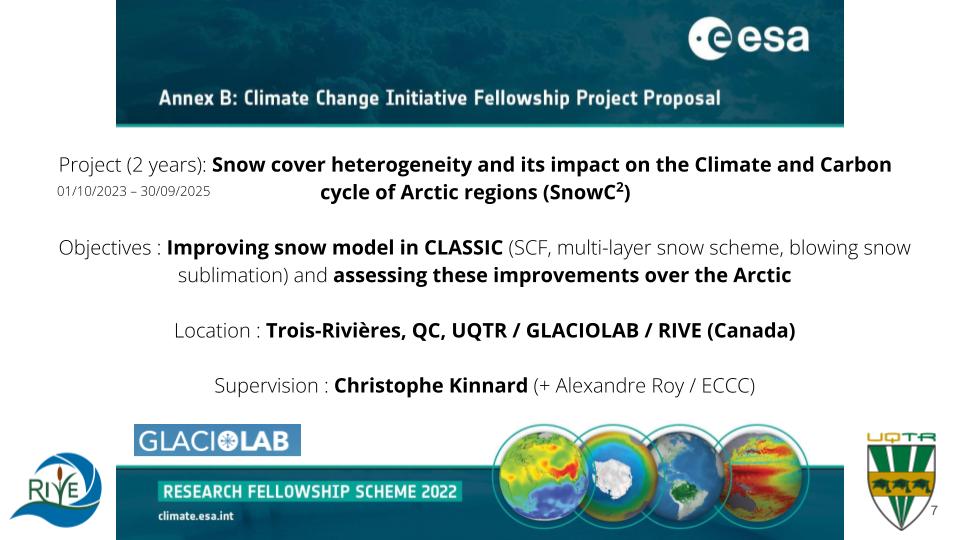 esa
Annex B: Climate Change Initiative Fellowship Project Proposal
Project (2 years): Snow cover heterogeneity and its impact on the Climate and Carbon
01/10/2023 – 30/09/2025
cycle of Arctic regions (SnowC²)
Objectives : Improving snow model in CLASSIC (SCF, multi-layer snow scheme, blowing snow
sublimation) and assessing these improvements over the Arctic
Location : Trois-Rivières, QC, UQTR / GLACIOLAB / RIVE (Canada)
Supervision : Christophe Kinnard (+ Alexandre Roy / ECCC)
GLACIOLAB
UQTR
RIVE
RESEARCH FELLOWSHIP SCHEME 2022
climate.esa.int
7